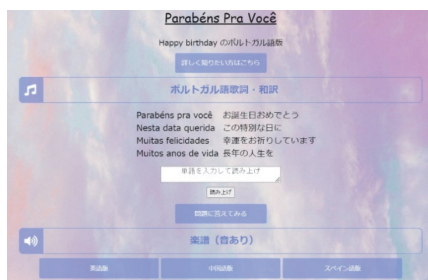 Parabéns Pra Você
Happy birthday のポルトガル語版
詳しく知りたい方はこちら
ポルトガル語歌詞・和訳
Parabéns pra você お誕生日おめでとう
Nesta data querida この特別な日に
Muitas felicidades 幸運をお祈りしています
Muitos anos de vida 長年の人生を
単語を入力して読み上げ
読み上げ
問題に答えてみる
楽譜（音あり）
英語版 中国語版 スペイン語版